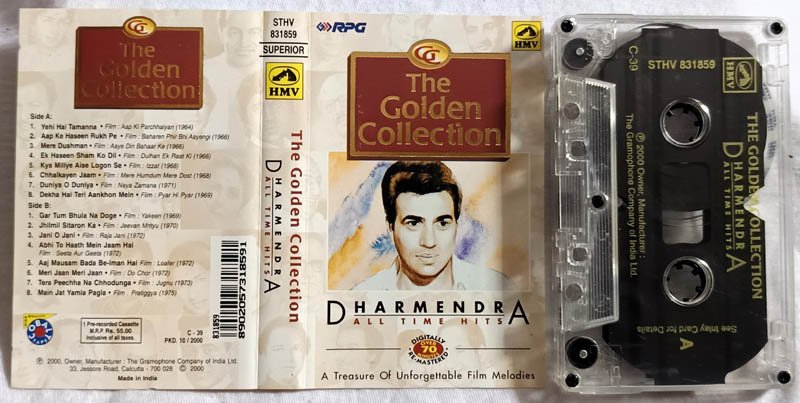 CG
The
Golden
Collection
Side A:
1. Yehi Hai Tamanna • Film : Aap Ki Parchhaiyan (1964)
2. Aap Ke Haseen Rukh Pe • Film : Baharen Phir Bhi Aayengi (1966)
3. Mere Dushman • Film : Aaye Din Bahaar Ke (1966)
4. Ek Haseen Sham Ko Dil • Film : Dulhan Ek Raat Ki (1966)
5. Kya Miliye Aise Logon Se • Film : Izzat (1968)
6. Chhalkayen Jaam • Film : Mere Humdum Mere Dost (1968)
7. Duniya O Duniya • Film : Naya Zamana (1971)
8. Dekha Hai Teri Aankhon Mein • Film : Pyar Hi Pyar (1969)
Side B:
1. Gar Tum Bhula Na Doge • Film : Yakeen (1969)
2. Jhilmil Sitaron Ka • Film : Jeevan Mrityu (1970)
3. Jani O Jani • Film : Raja Jani (1972)
4. Abhi To Haath Mein Jaam Hai
Film : Seeta Aur Geeta (1972)
5. Aaj Mausam Bada Be-Iman Hai • Film : Loafer (1972)
6. Meri Jaan Meri Jaan • Film : Do Chor (1972)
7. Tera Peechha Na Chhodunga • Film : Jugnu (1973)
8. Main Jat Yamla Pagla • Film : Pratiggya (1975)
1 Pre-recorded Cassette
M.R.P. Rs. 55.00
Inclusive of all taxes.
C - 39
PKD. 10 / 2000
℗ 2000, Owner, Manufacturer : The Gramophone Company of India Ltd.
33, Jessore Road, Calcutta - 700 028 © 2000
Made in India
STHV
831859
SUPERIOR
HMV
The Golden Collection
DHARMENDRA
ALL TIME HITS
8902057318591
831859
RPG
HMV
CG
The
Golden
Collection
DHARMENDRA
ALL TIME HITS
DIGITALLY
OVER 70 MINUTES
RE-MASTERED
A Treasure Of Unforgettable Film Melodies
C-39
STHV 831859
HMV
℗ 2000 Owner, Manufacturer :
The Gramophone Company of India Ltd.
THE GOLDEN COLLECTION
DHARMENDRA
ALL TIME HITS
See Inlay Card for Details
A